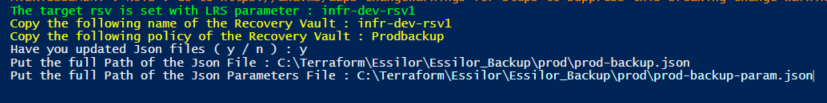 The target rsv is set with LRS parameter : infr-dev-rsv1
Copy the following name of the Recovery Vault : infr-dev-rsv1
Copy the following policy of the Recovery Vault : Prodbackup
Have you updated Json files ( y / n ) : y
Put the full Path of the Json File : C:\Terraform\Essilor\Essilor_Backup\prod\prod-backup.json
Put the full Path of the Json Parameters File : C:\Terraform\Essilor\Essilor_Backup\prod\prod-backup-param.json